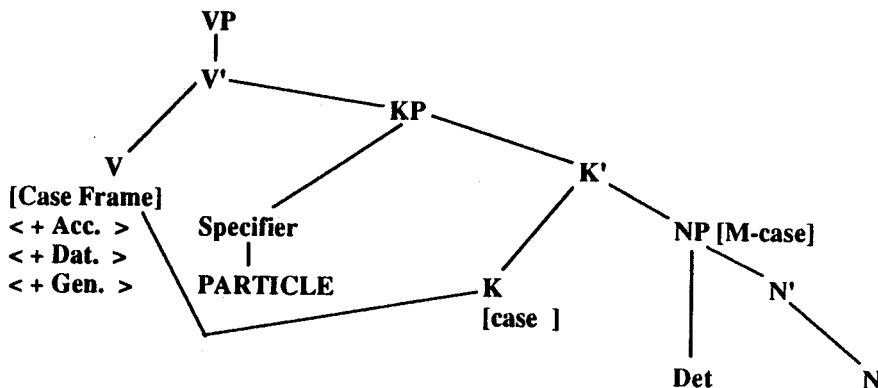 VP
V'
KP
V
K'
[Case Frame]
< + Acc. > Specifier NP [M-case]
< + Dat. >
< + Gen. > PARTICLE K N'
[case ]
Det N